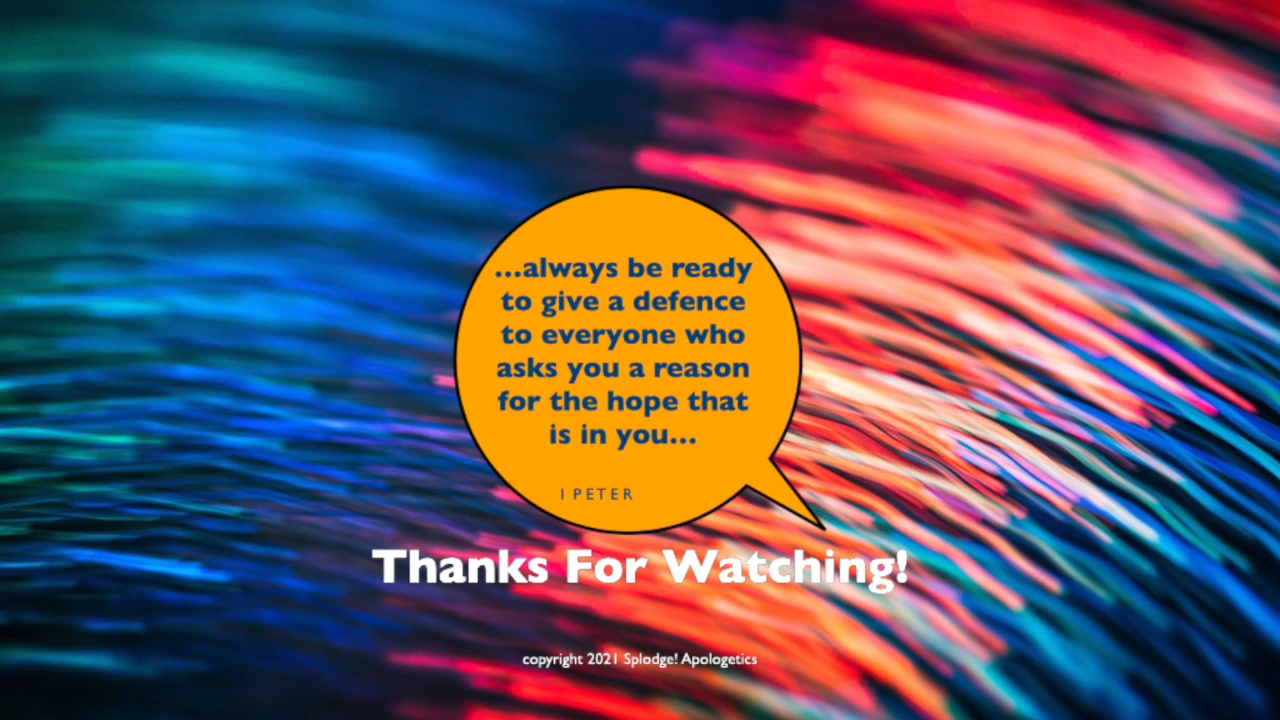 ...always be ready
to give a defence
to everyone who
asks you a reason
for the hope that
is in you...
1 PETER
Thanks For Watching!
copyright 2021 Splodge! Apologetics